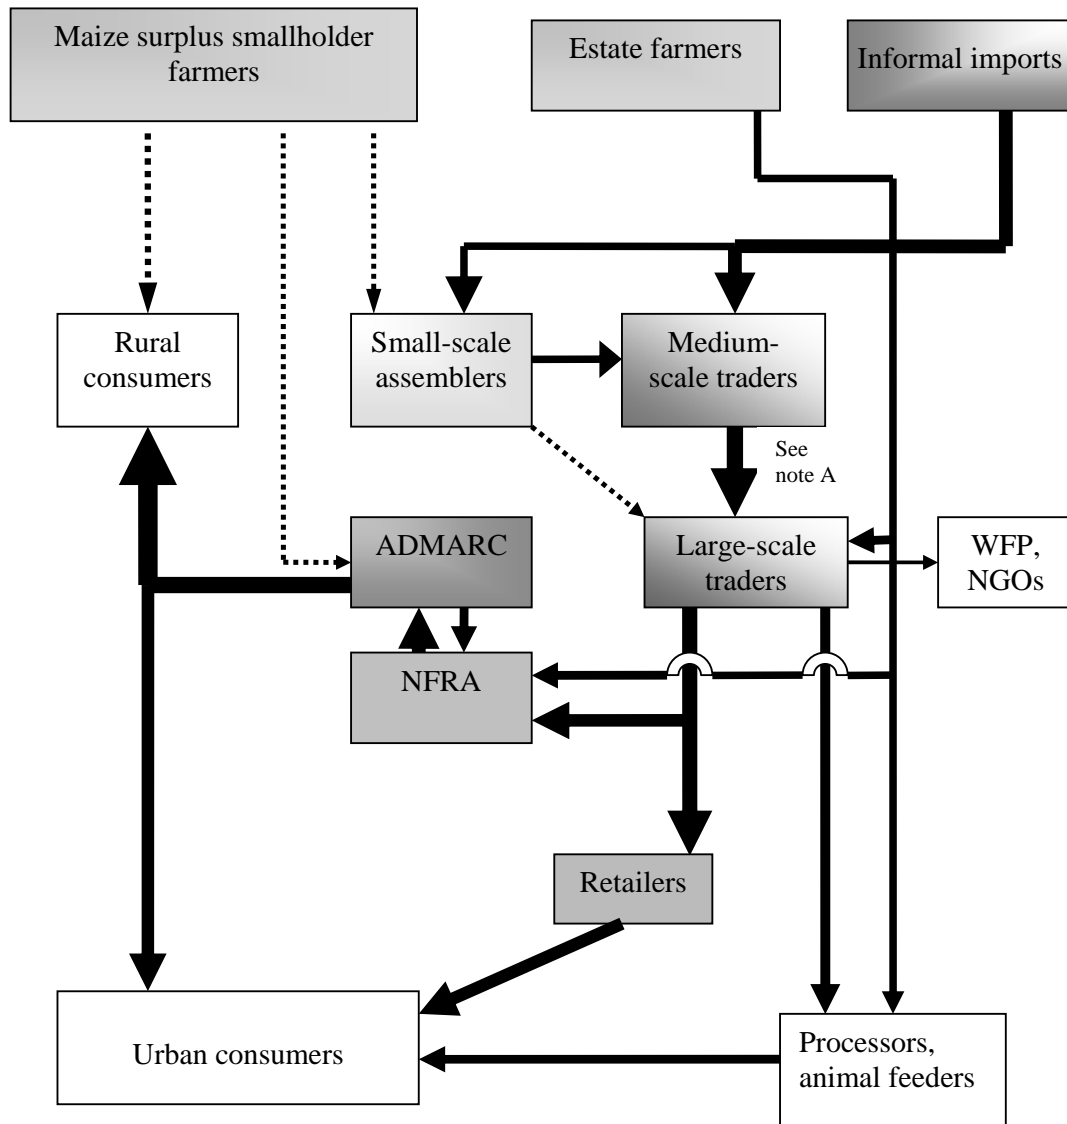 Maize surplus smallholder
farmers
Estate farmers
Informal imports
Rural
consumers
Small-scale
assemblers
Medium-
scale traders
See
note A
ADMARC
Large-scale
traders
WFP,
NGOs
NFRA
Retailers
Urban consumers
Processors,
animal feeders